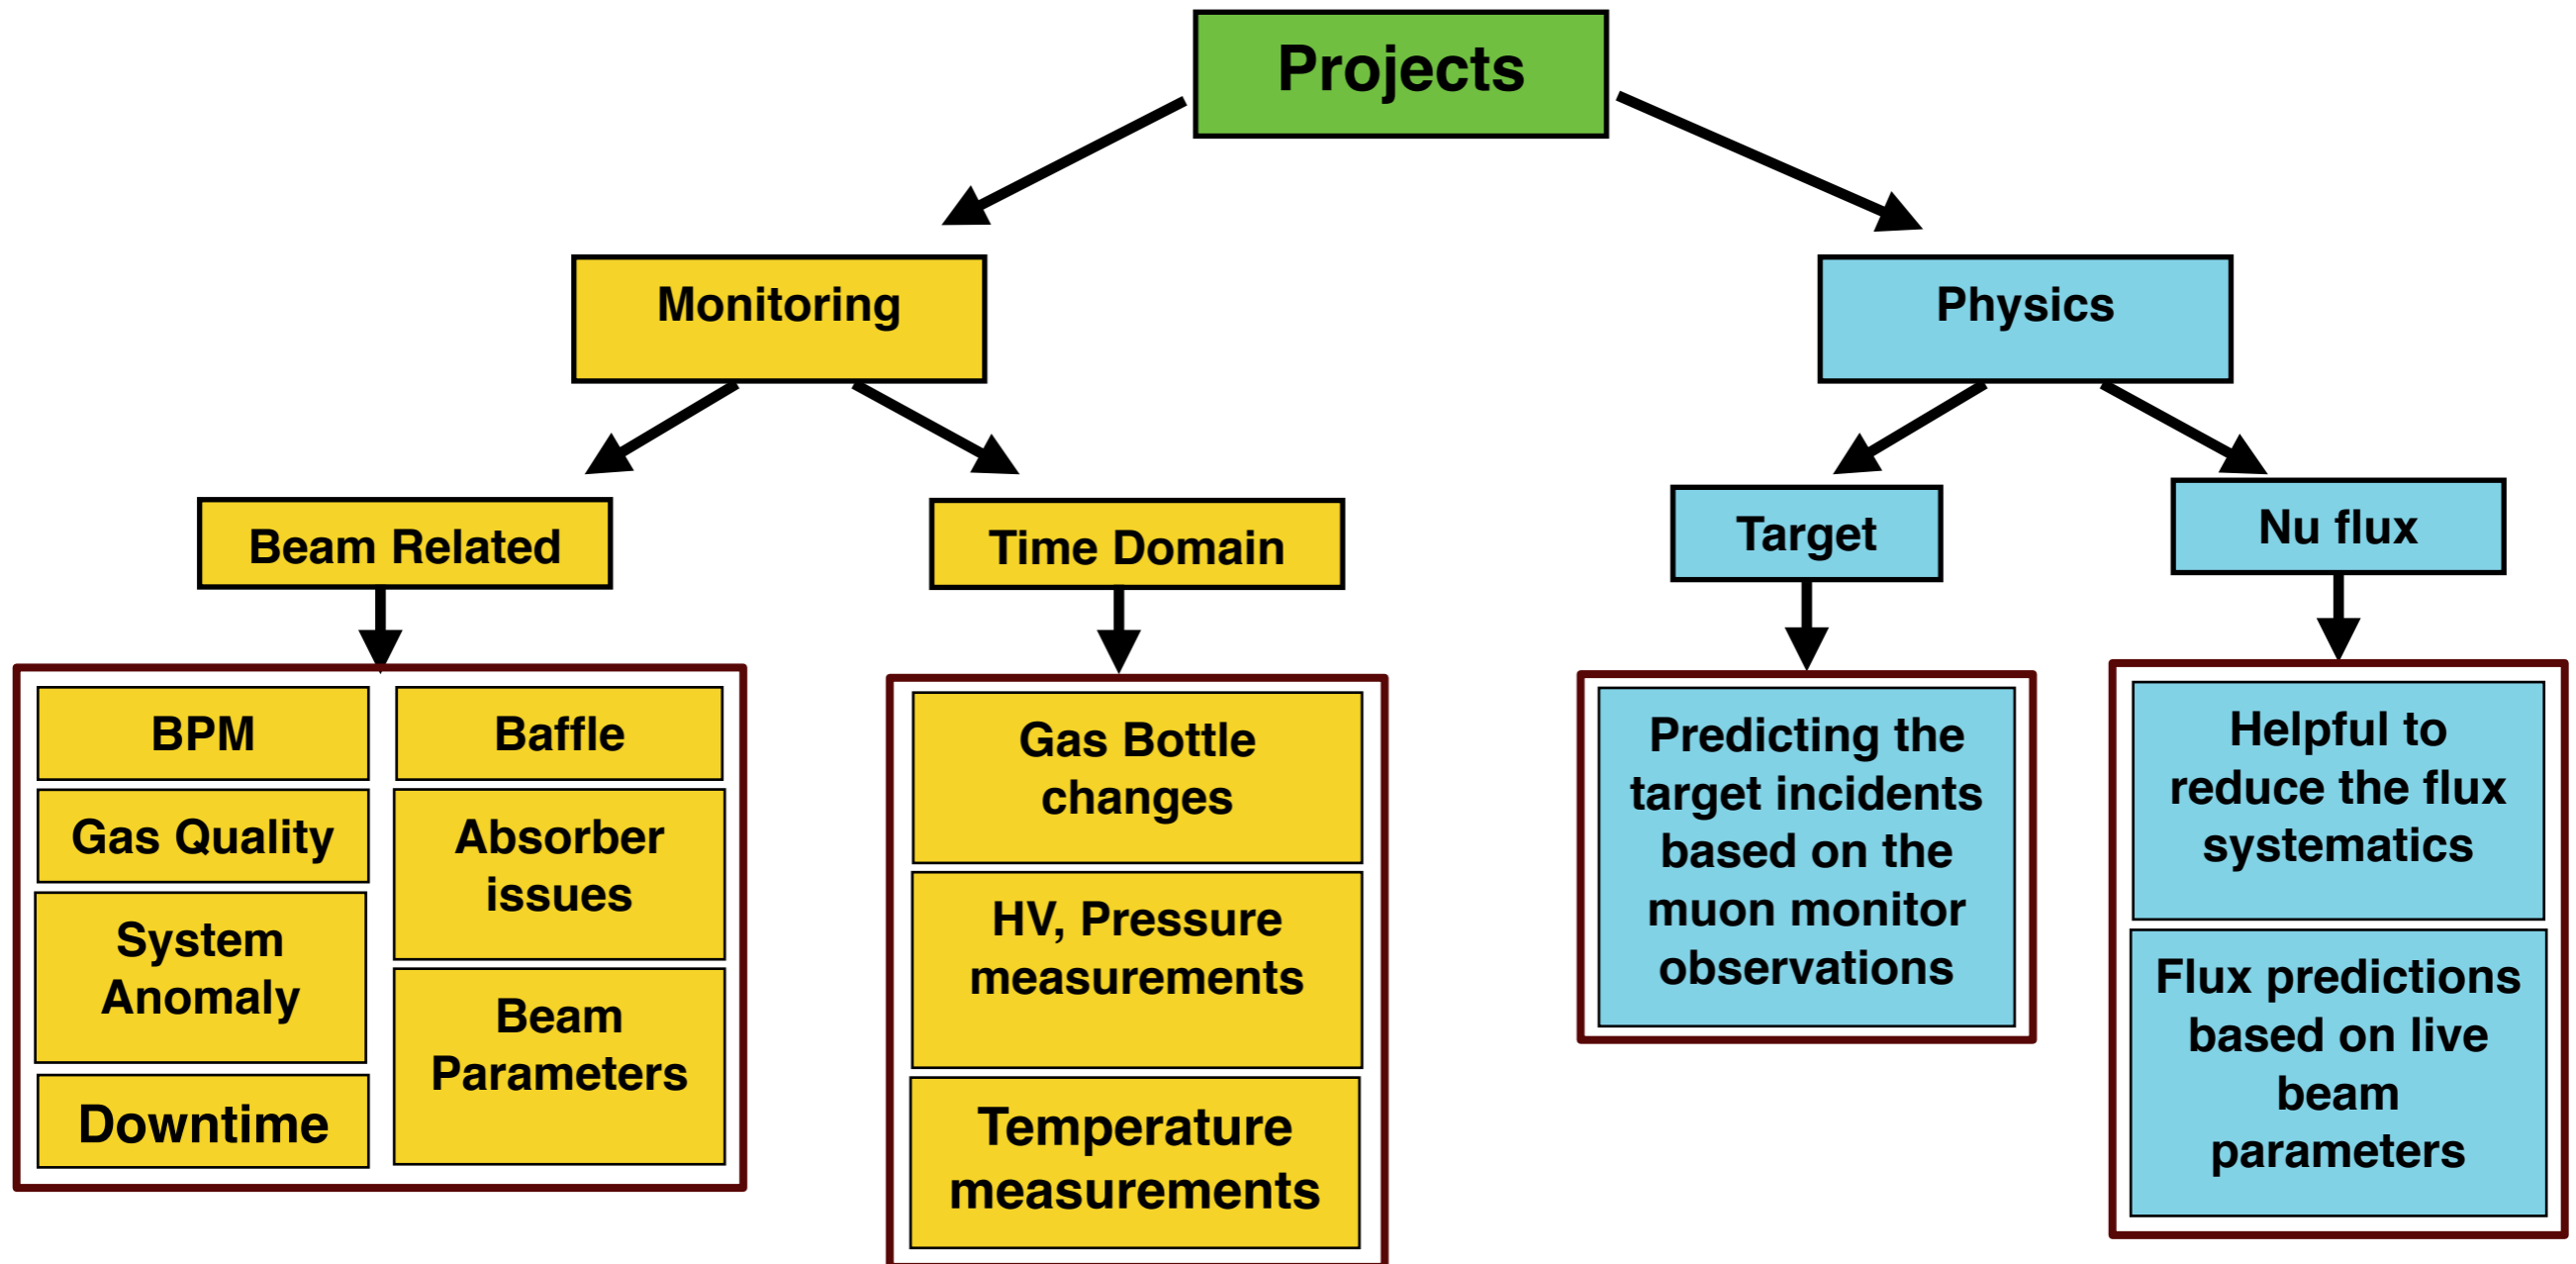 Projects
Monitoring
Physics
Beam Related
Time Domain
Target
Nu flux
BPM
Gas Quality
System
Anomaly
Downtime
Baffle
Absorber
issues
Beam
Parameters
Gas Bottle
changes
HV, Pressure
measurements
Temperature
measurements
Predicting the
target incidents
based on the
muon monitor
observations
Helpful to
reduce the flux
systematics
Flux predictions
based on live
beam
parameters